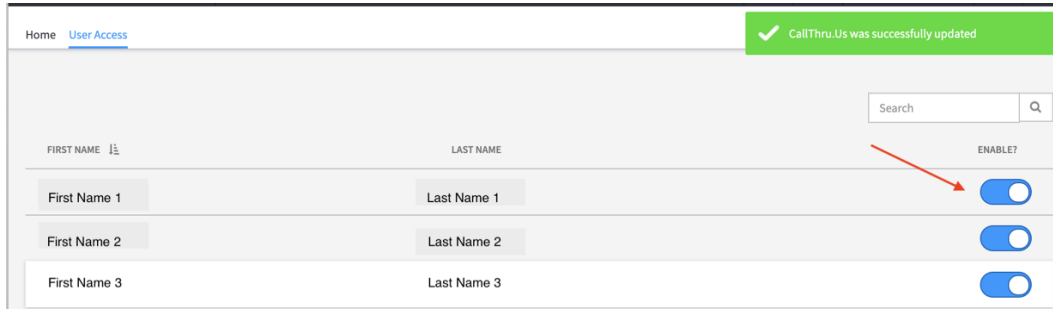 Home User Access
CallThru.Us was successfully updated
Search
FIRST NAME LAST NAME ENABLE?
First Name 1 Last Name 1
First Name 2 Last Name 2
First Name 3 Last Name 3